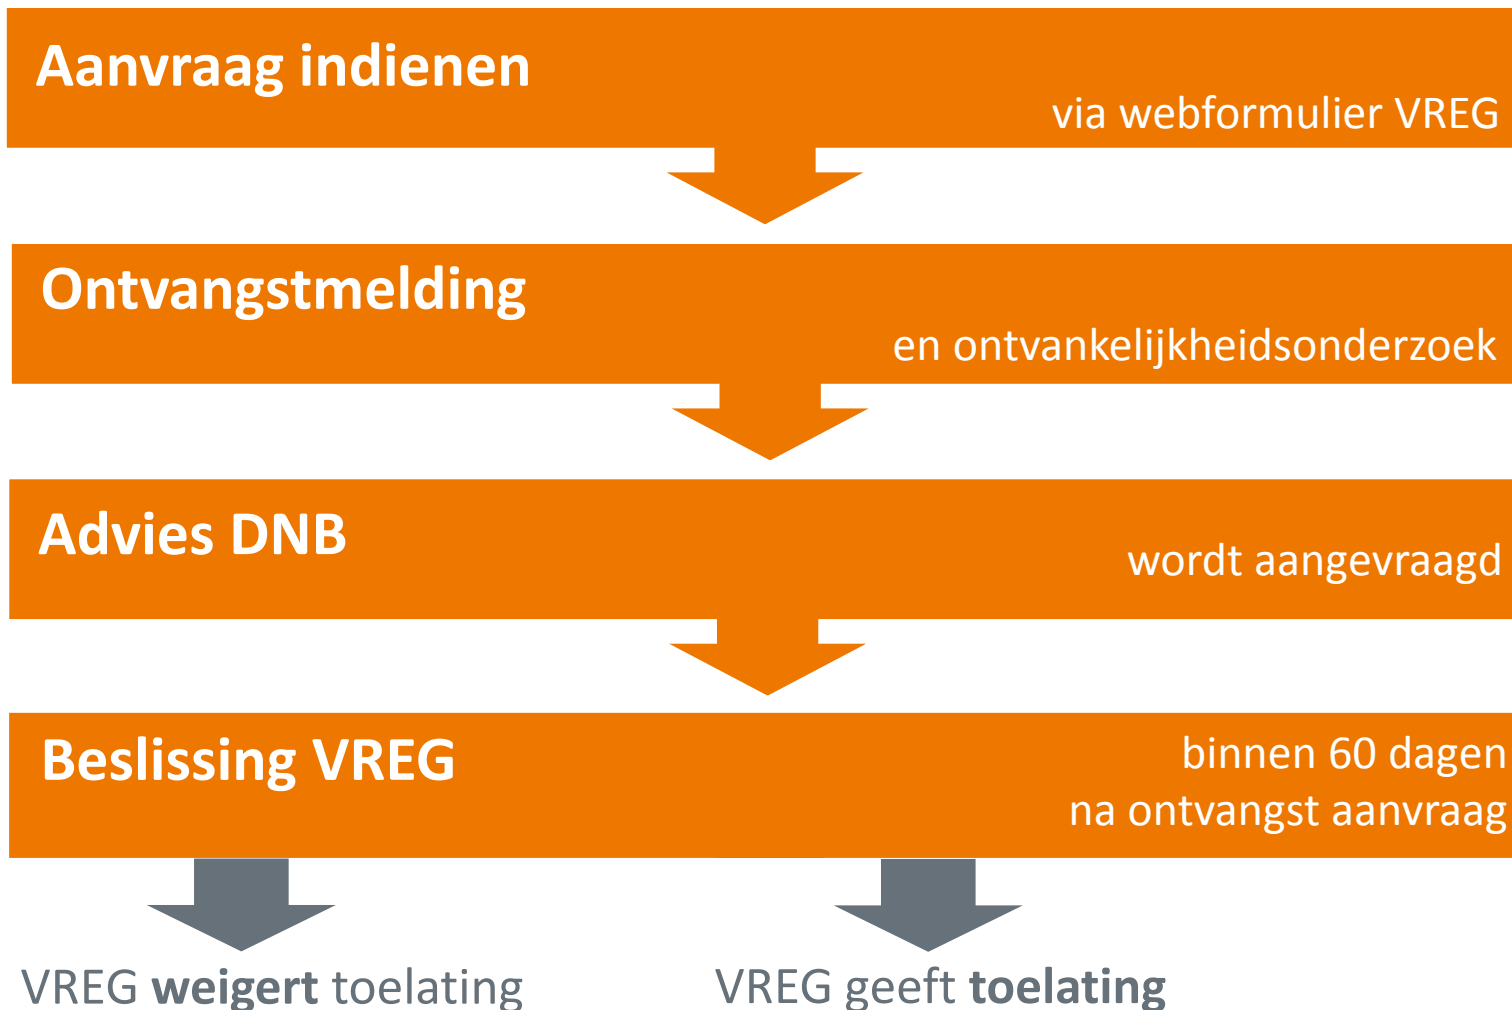 Aanvraag indienen
via webformulier VREG
Ontvangstmelding
en ontvankelijkheidsonderzoek
Advies DNB
wordt aangevraagd
Beslissing VREG
binnen 60 dagen
na ontvangst aanvraag
VREG weigert toelating
VREG geeft toelating